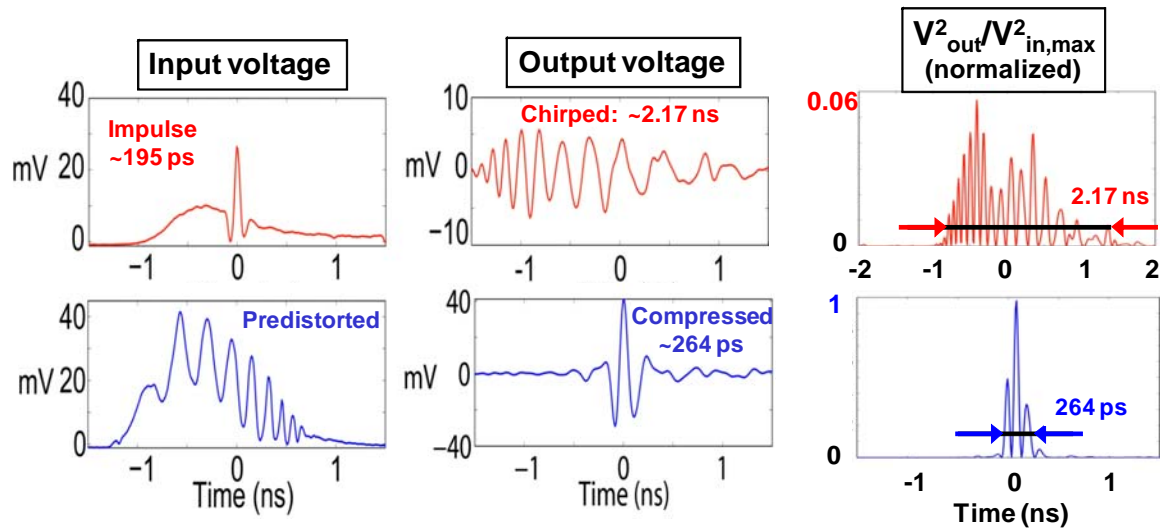 Input voltage
Output voltage
V²out/V²in,max
(normalized)
40
Impulse
~195 ps
mV 20
0
−1 0 1
10
Chirped: ~2.17 ns
mV 0
−10
-1 0 1
0.06
2.17 ns
0
-2 -1 0 1 2
40
Predistorted
mV 20
0
−1 0 1
Time (ns)
40
Compressed
~264 ps
mV 0
−40
−1 0 1
Time (ns)
1
264 ps
0
-1 0 1
Time (ns)